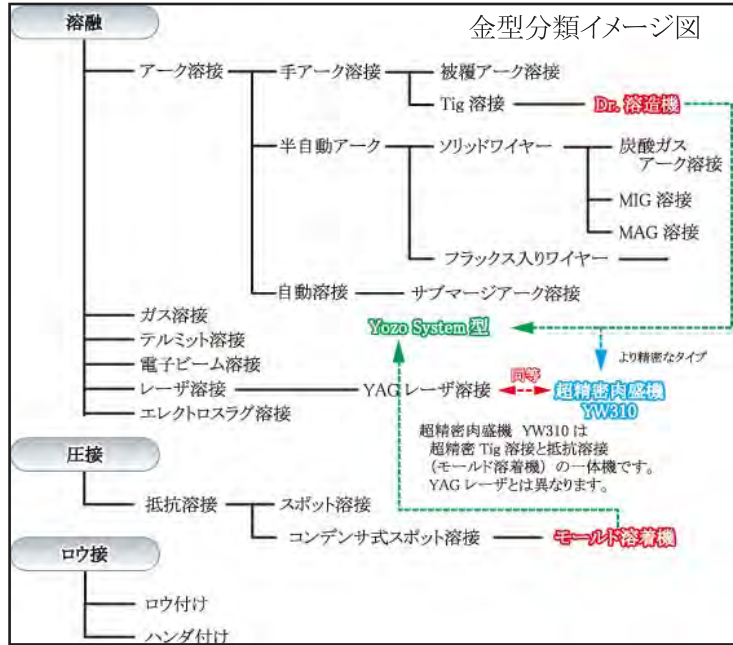 溶融
金型分類イメージ図
アーク溶接
手アーク溶接
被覆アーク溶接
Tig 溶接
Dr. 溶造機
半自動アーク
ソリッドワイヤー
炭酸ガス
アーク溶接
MIG 溶接
MAG 溶接
フラックス入りワイヤー
自動溶接
サブマージアーク溶接
ガス溶接
テルミット溶接
電子ビーム溶接
レーザ溶接
エレクトロスラグ溶接
Yozo System 型
より精密なタイプ
YAG レーザ溶接
同等
超精密肉盛機
YW310
超精密肉盛機 YW310 は
超精密 Tig 溶接と抵抗溶接
（モールド溶着機）の一体機です。
YAG レーザとは異なります。
圧接
抵抗溶接
スポット溶接
コンデンサ式スポット溶接
モールド溶着機
ロウ接
ロウ付け
ハンダ付け